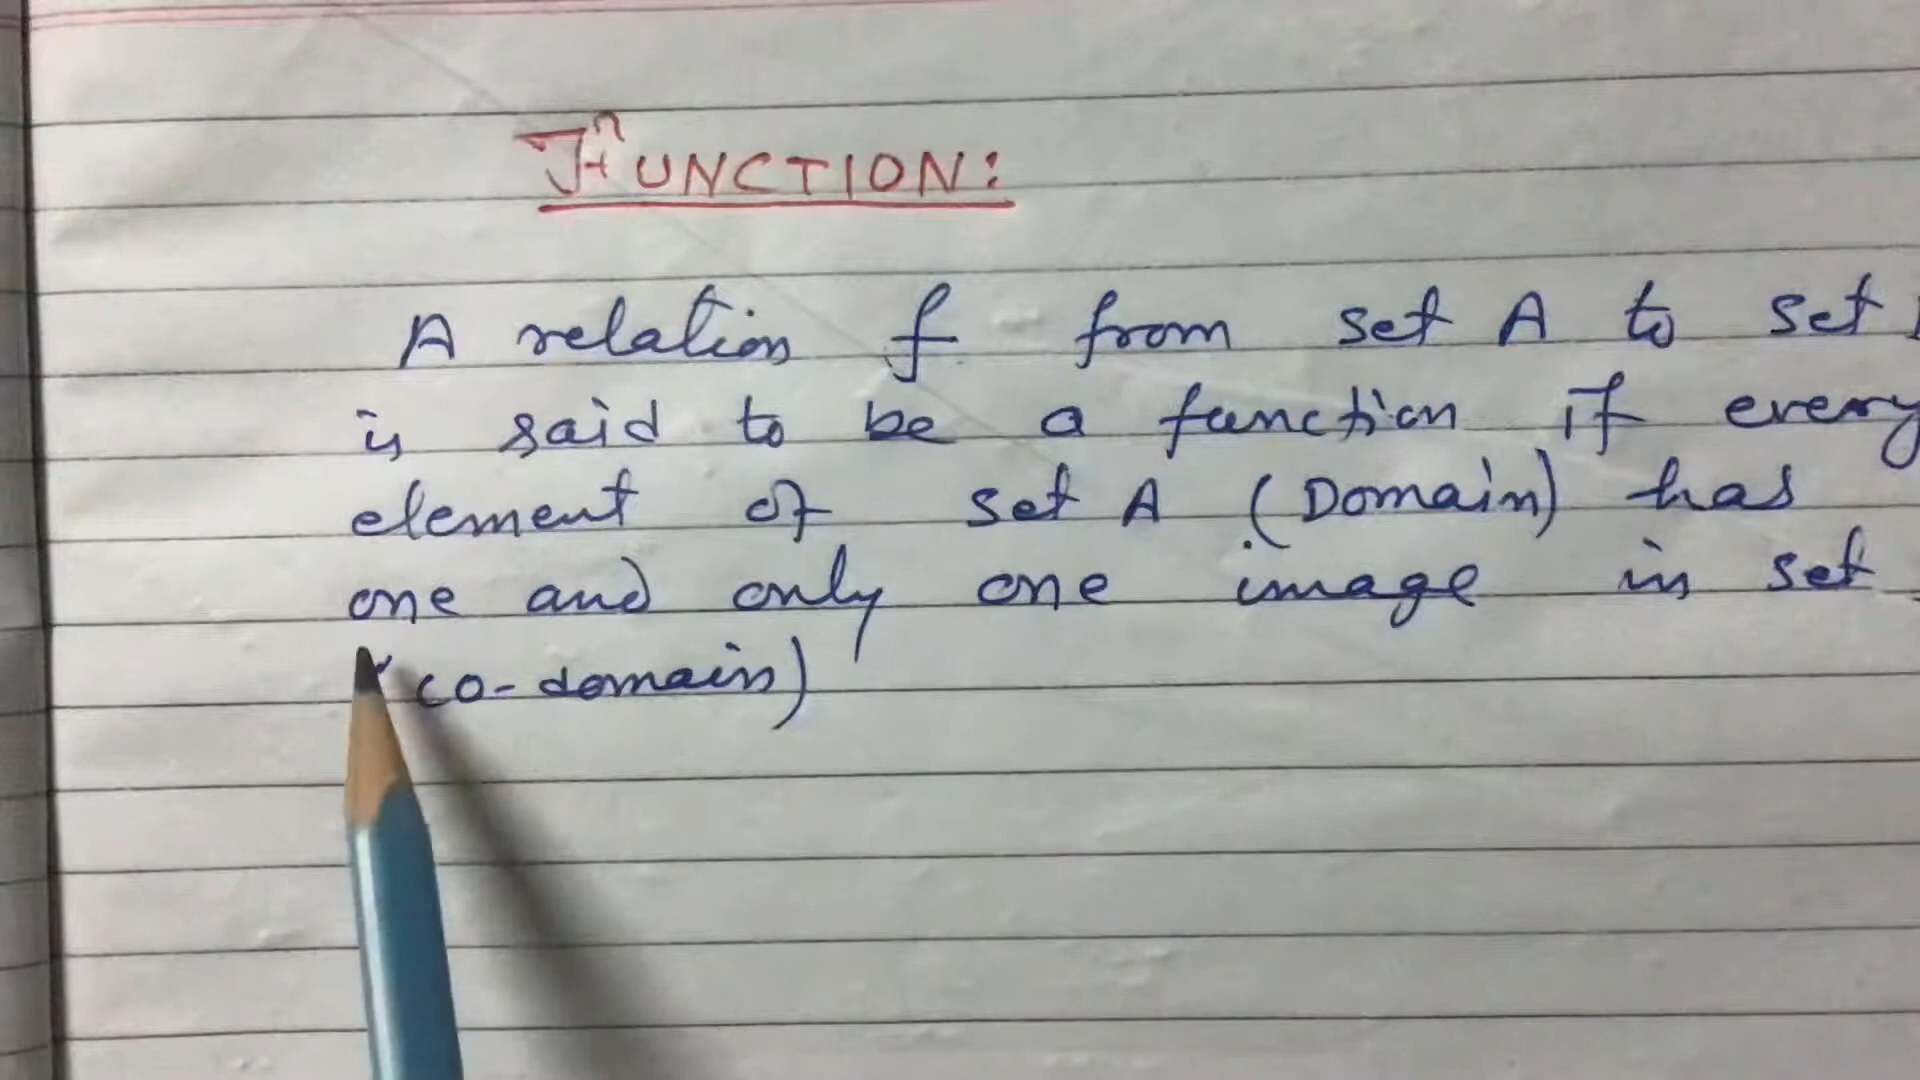 FUNCTION:
A relation f from set A to set
is said to be a function if every
element of set A (Domain) has
one and only one image in set
(co-domain)